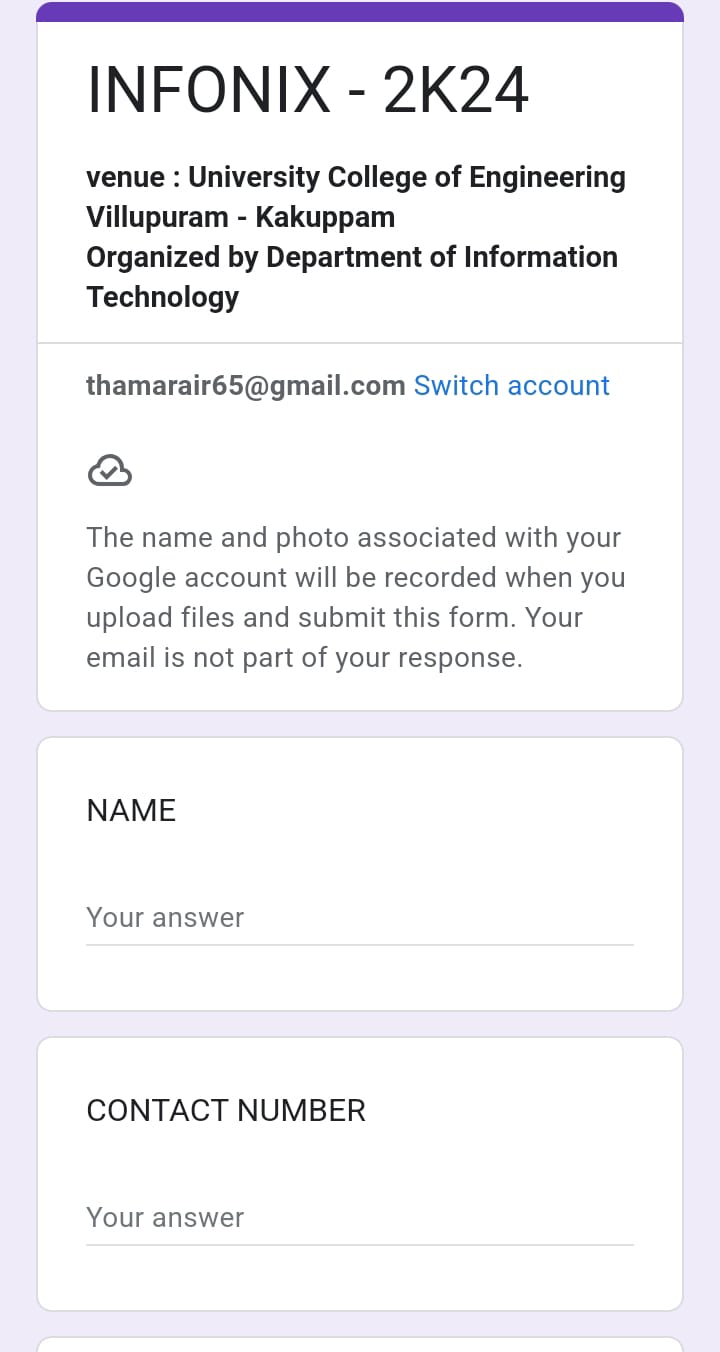 INFONIX - 2K24
venue : University College of Engineering
Villupuram - Kakuppam
Organized by Department of Information
Technology
thamarair65@gmail.com Switch account
The name and photo associated with your
Google account will be recorded when you
upload files and submit this form. Your
email is not part of your response.
NAME
Your answer
CONTACT NUMBER
Your answer